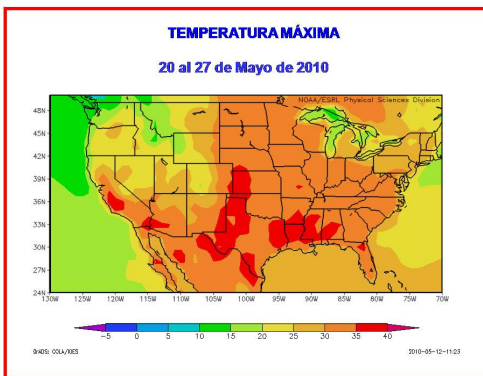 TEMPERATURA MÁXIMA
20 al 27 de Mayo de 2010
NOAA/ESRL Physical Sciences Division
48N
45N
42N
39N
36N
33N
30N
27N
24N
130W 125W 120W 115W 110W 105W 100W 95W 90W 85W 80W 75W 70W
-5 0 5 10 15 20 25 30 35 40
GrADS: COLA/IGES 2010-05-12-11:23